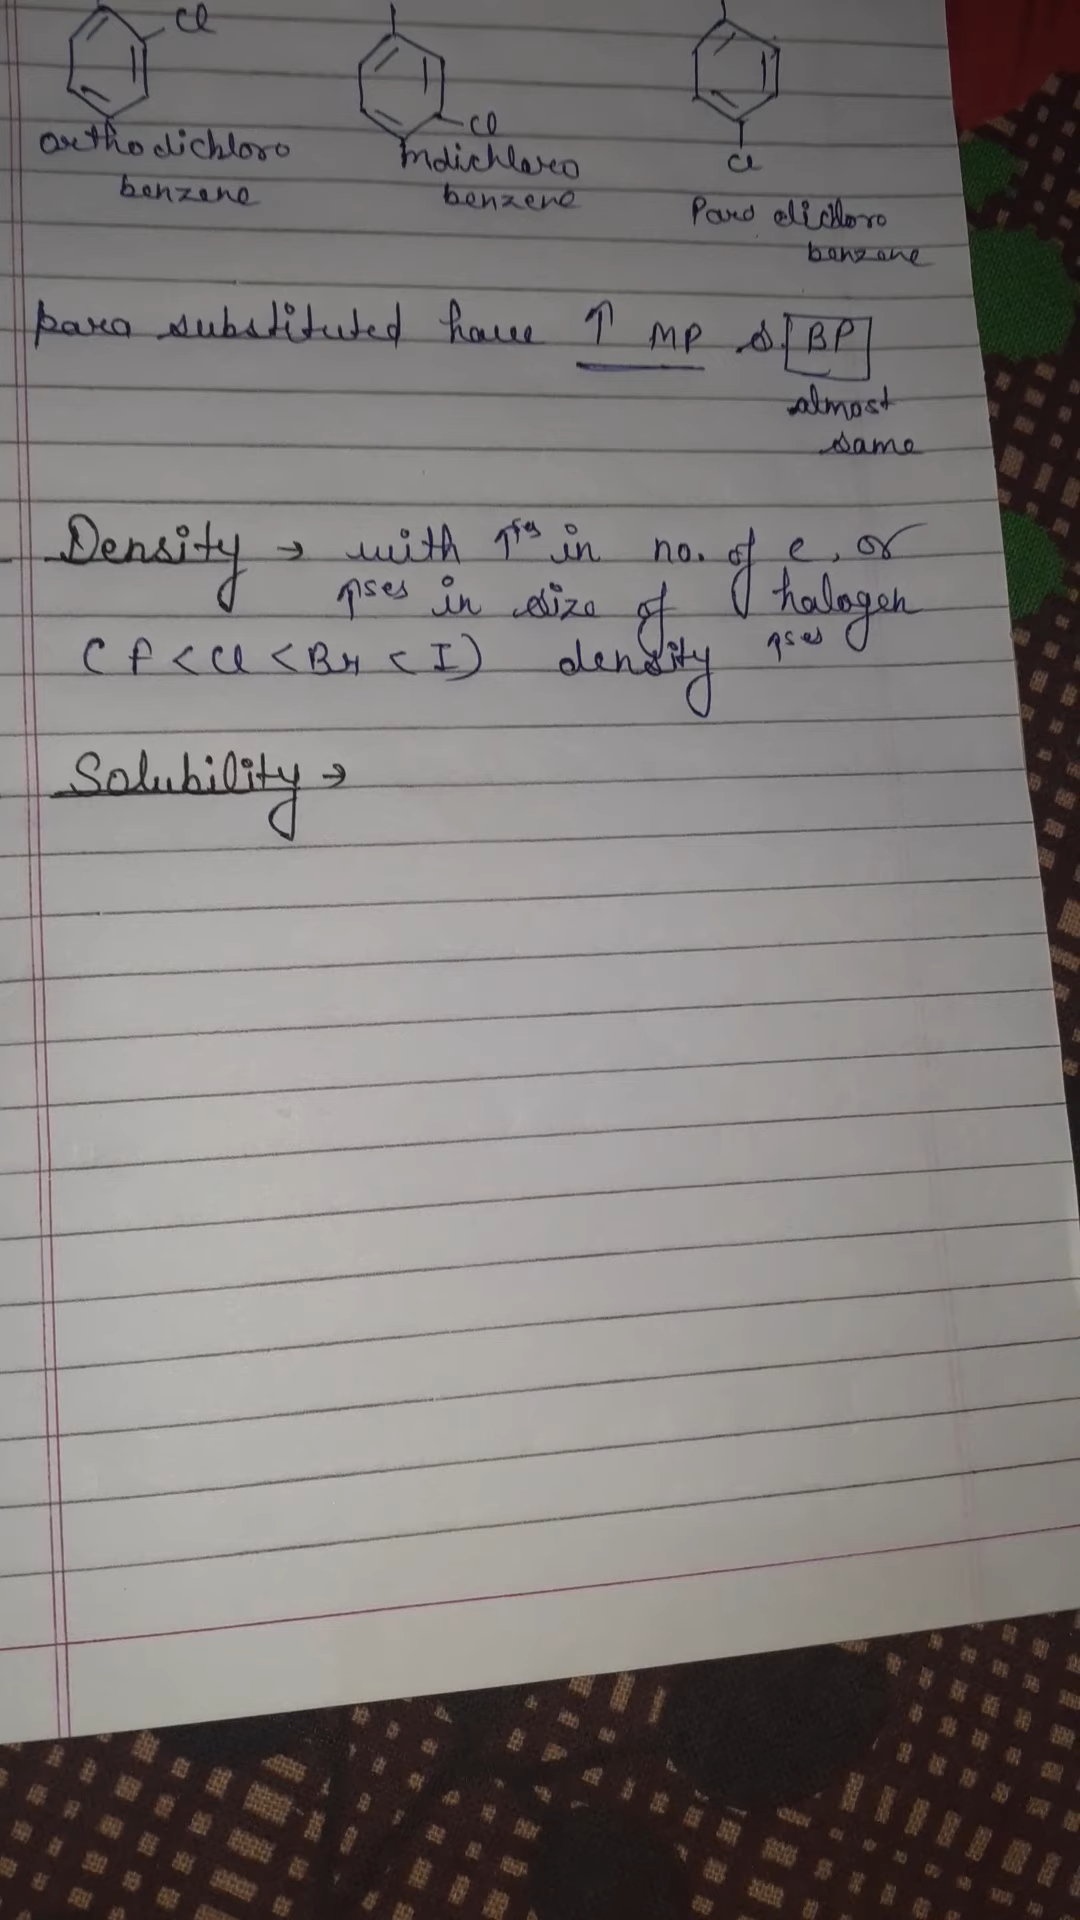 Cl
Cl
Cl
ortho dichloro
benzene
mdichloro
benzene
Para dichloro
benzene
para substituted have ↑ MP & BP
almost
same
Density → with ↑ses in no. of c, or
↑ses in size of halogen
(F < Cl < Br < I) density ↑ses
Solubility →